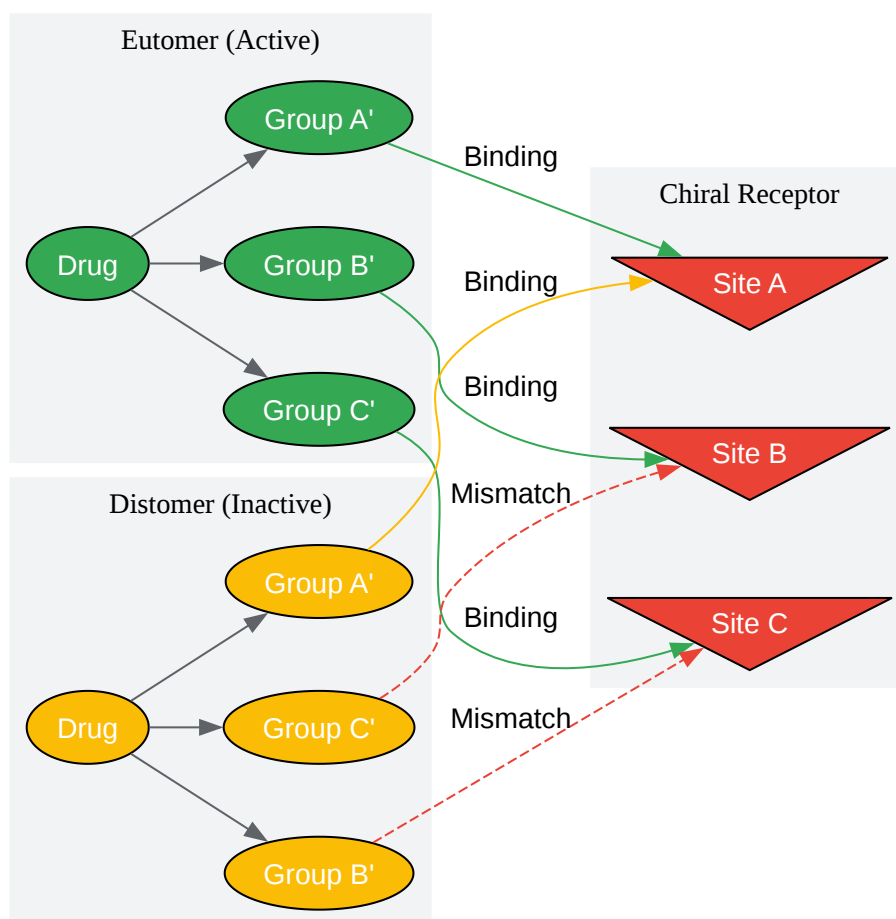 Eutomer (Active)
Group A'
Drug
Group B'
Group C'
Distomer (Inactive)
Group A'
Drug
Group C'
Group B'
Binding
Binding
Binding
Mismatch
Binding
Mismatch
Chiral Receptor
Site A
Site B
Site C